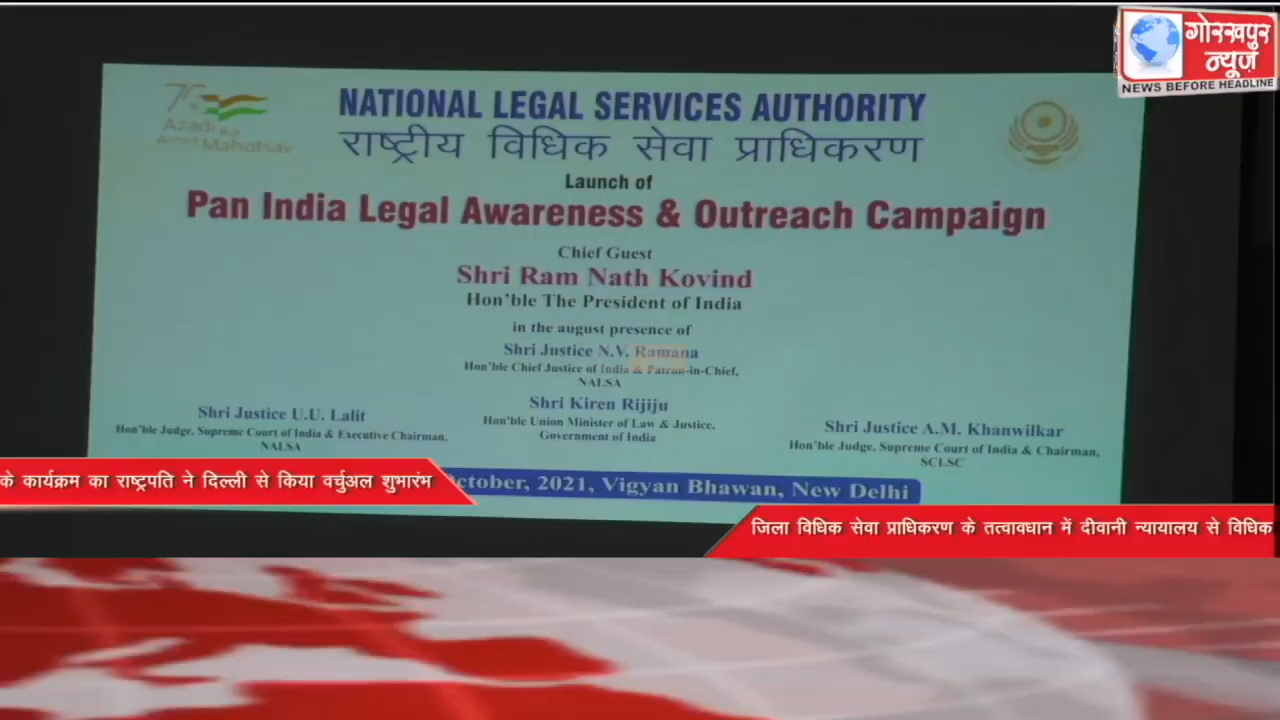 गोरखपुर
न्यूज़
NEWS BEFORE HEADLINE
75
Azadi Ka
Amrit Mahotsav
NATIONAL LEGAL SERVICES AUTHORITY
राष्ट्रीय विधिक सेवा प्राधिकरण
Launch of
Pan India Legal Awareness & Outreach Campaign
Chief Guest
Shri Ram Nath Kovind
Hon'ble The President of India
in the august presence of
Shri Justice N.V. Ramana
Hon'ble Chief Justice of India & Patron-in-Chief,
NALSA
Shri Justice U.U. Lalit
Hon'ble Judge, Supreme Court of India & Executive Chairman,
NALSA
Shri Kiren Rijiju
Hon'ble Union Minister of Law & Justice,
Government of India
Shri Justice A.M. Khanwilkar
Hon'ble Judge, Supreme Court of India & Chairman,
SCLSC
ctober, 2021, Vigyan Bhawan, New Delhi
के कार्यक्रम का राष्ट्रपति ने दिल्ली से किया वर्चुअल शुभारंभ
जिला विधिक सेवा प्राधिकरण के तत्वावधान में दीवानी न्यायालय से विधिक